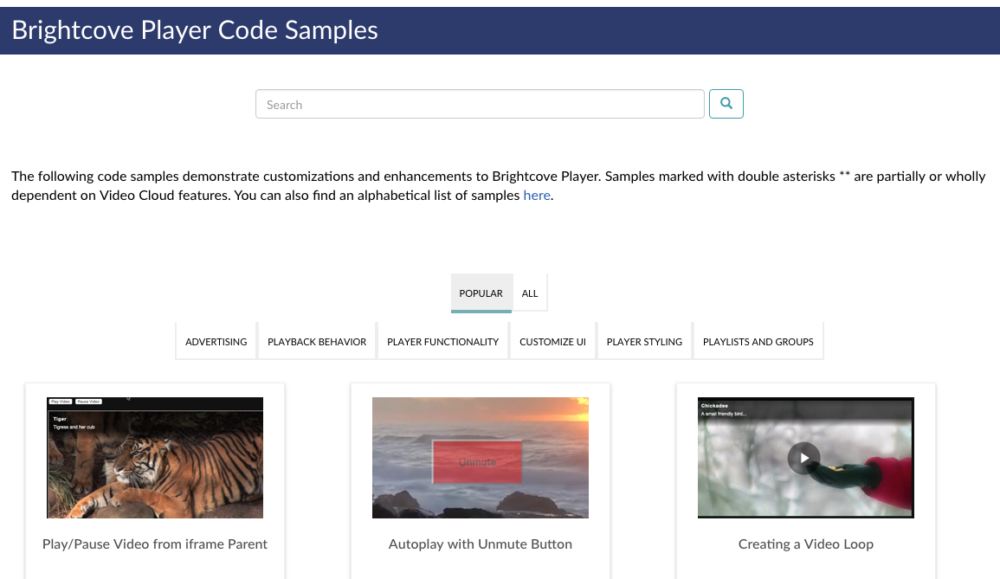 Brightcove Player Code Samples
Search
The following code samples demonstrate customizations and enhancements to Brightcove Player. Samples marked with double asterisks ** are partially or wholly
dependent on Video Cloud features. You can also find an alphabetical list of samples here.
POPULAR ALL
ADVERTISING PLAYBACK BEHAVIOR PLAYER FUNCTIONALITY CUSTOMIZE UI PLAYER STYLING PLAYLISTS AND GROUPS
Play Video Pause Video
Tiger
Tigress and her cub
Unmute
Chickadee
A small friendly bird...
Play/Pause Video from iframe Parent
Autoplay with Unmute Button
Creating a Video Loop